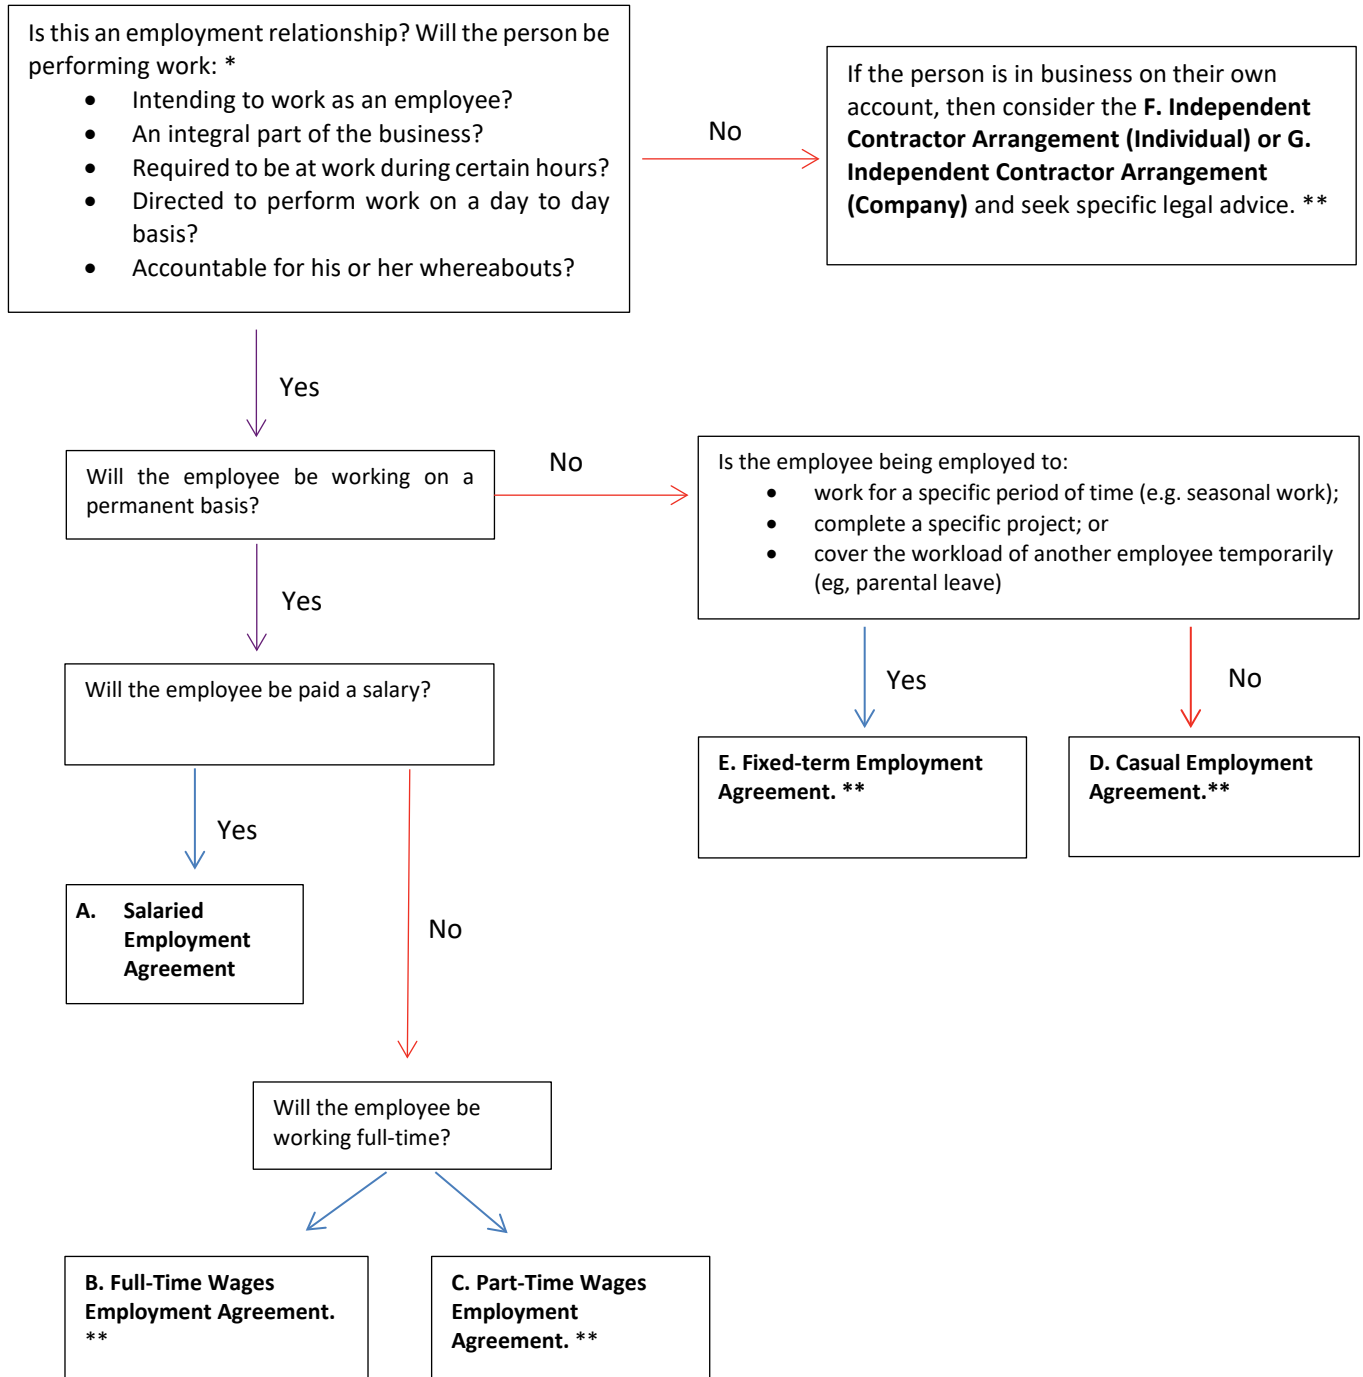 Is this an employment relationship? Will the person be
performing work: *
• Intending to work as an employee?
• An integral part of the business?
• Required to be at work during certain hours?
• Directed to perform work on a day to day
basis?
• Accountable for his or her whereabouts?
No
If the person is in business on their own
account, then consider the F. Independent
Contractor Arrangement (Individual) or G.
Independent Contractor Arrangement
(Company) and seek specific legal advice. **
Yes
Will the employee be working on a
permanent basis?
No
Is the employee being employed to:
• work for a specific period of time (e.g. seasonal work);
• complete a specific project; or
• cover the workload of another employee temporarily
(eg, parental leave)
Yes
Will the employee be paid a salary?
Yes
No
E. Fixed-term Employment
Agreement. **
D. Casual Employment
Agreement.**
Yes
A. Salaried
Employment
Agreement
No
Will the employee be
working full-time?
B. Full-Time Wages
Employment Agreement.
**
C. Part-Time Wages
Employment
Agreement. **